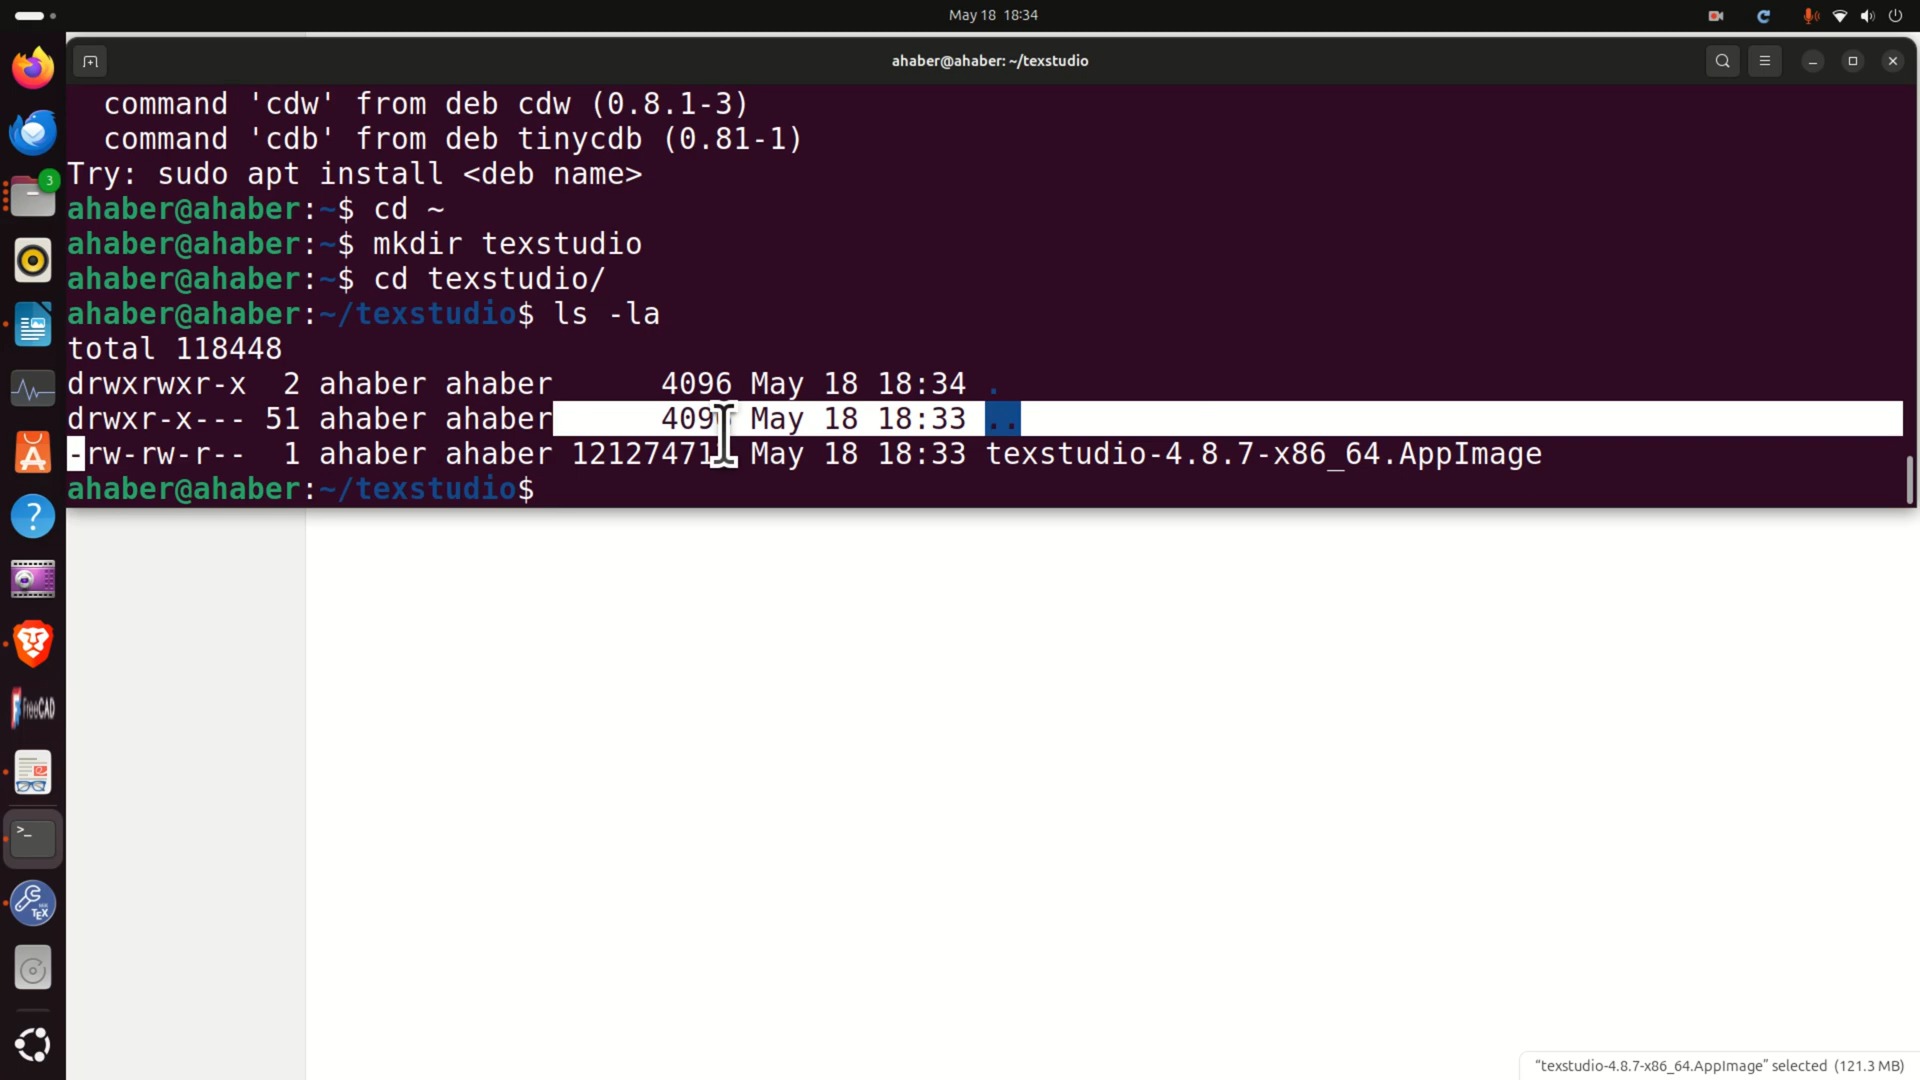 May 18 18:34
ahaber@ahaber: ~/texstudio
command 'cdw' from deb cdw (0.8.1-3)
command 'cdb' from deb tinycdb (0.81-1)
Try: sudo apt install <deb name>
ahaber@ahaber:~$ cd ~
ahaber@ahaber:~$ mkdir texstudio
ahaber@ahaber:~$ cd texstudio/
ahaber@ahaber:~/texstudio$ ls -la
total 118448
drwxrwxr-x 2 ahaber ahaber 4096 May 18 18:34 .
drwxr-x--- 51 ahaber ahaber 4096 May 18 18:33 ..
-rw-rw-r-- 1 ahaber ahaber May 18 18:33 texstudio-4.8.7-x86_64.AppImage
ahaber@ahaber:~/texstudio$
3
FreeCAD
TEX
"texstudio-4.8.7-x86_64.AppImage" selected (121.3 MB)